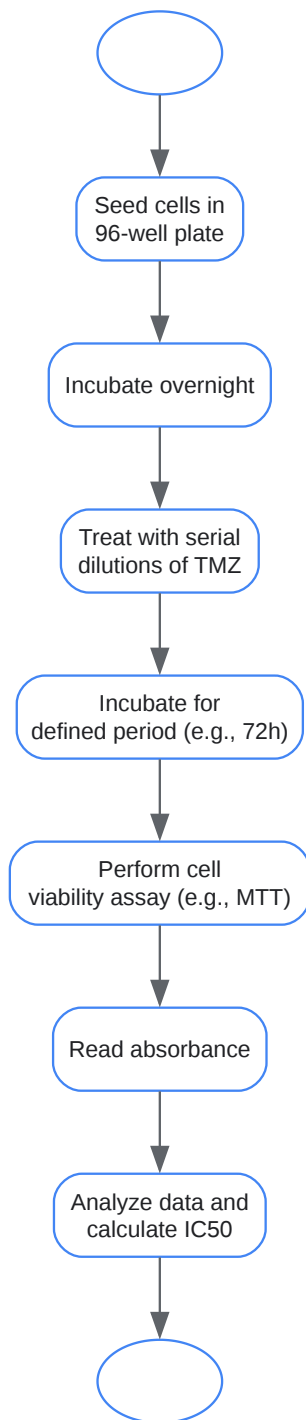 Seed cells in
96-well plate
Incubate overnight
Treat with serial
dilutions of TMZ
Incubate for
defined period (e.g., 72h)
Perform cell
viability assay (e.g., MTT)
Read absorbance
Analyze data and
calculate IC50